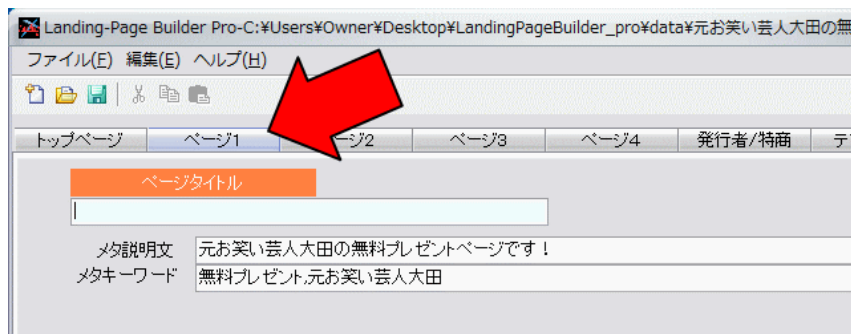 Landing-Page Builder Pro-C:¥Users¥Owner¥Desktop¥LandingPageBuilder_pro¥data¥元お笑い芸人大田の無
ファイル(F) 編集(E) ヘルプ(H)
トップページ ページ1 ージ2 ページ3 ページ4 発行者/特商 デ
ページタイトル
メタ説明文 元お笑い芸人大田の無料プレゼントページです！
メタキーワード 無料プレゼント,元お笑い芸人大田